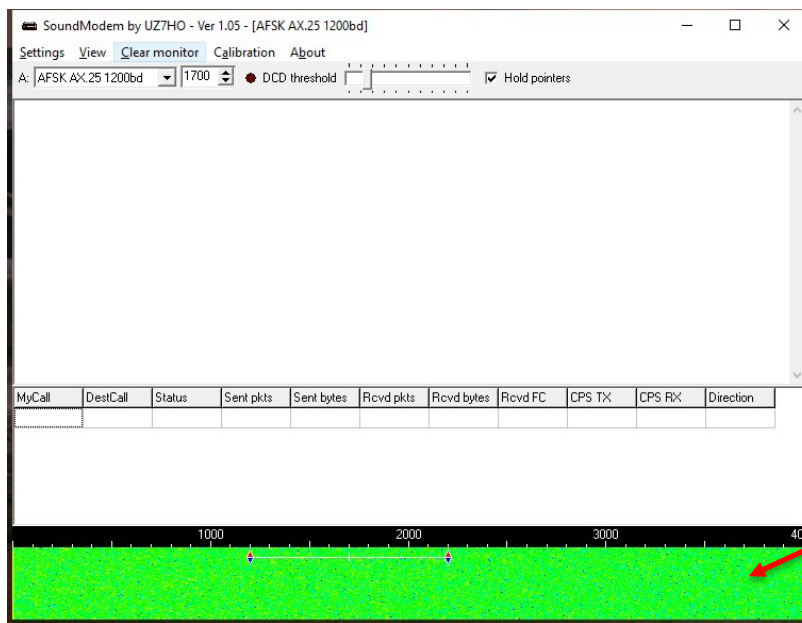 SoundModem by UZ7HO - Ver 1.05 - [AFSK AX.25 1200bd]
Settings View Clear monitor Calibration About
A: AFSK AX.25 1200bd 1700 DCD threshold Hold pointers
MyCall DestCall Status Sent pkts Sent bytes Rcvd pkts Rcvd bytes Rcvd FC CPS TX CPS RX Direction
1000 2000 3000 40